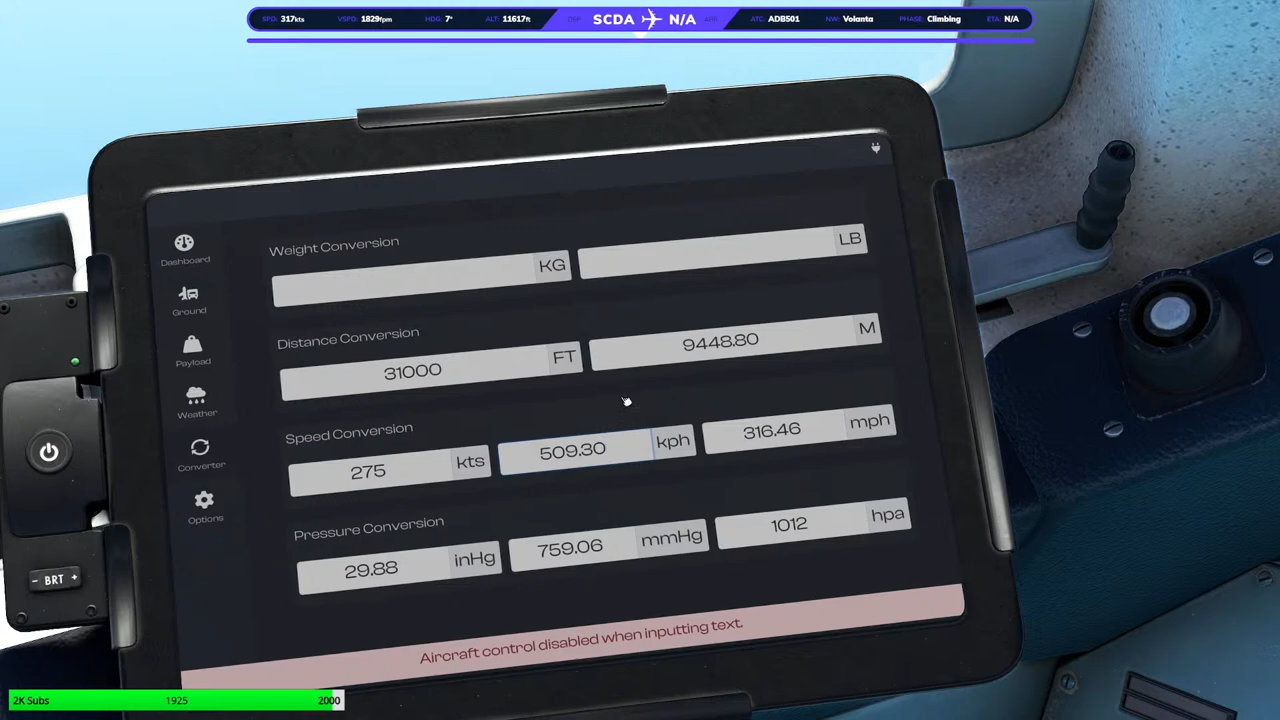 SPD: 317kts VSPD: 1829fpm HDG: 7° ALT: 11617ft DEP SCDA N/A ARR ATC: ADB501 NW: Volanta PHASE: Climbing ETA: N/A
Dashboard
Ground
Payload
Weather
Converter
Options
Weight Conversion
KG LB
Distance Conversion
31000 FT 9448.80 M
Speed Conversion
275 kts 509.30 kph 316.46 mph
Pressure Conversion
29.88 inHg 759.06 mmHg 1012 hpa
Aircraft control disabled when inputting text.
- BRT +
2K Subs 1925 2000